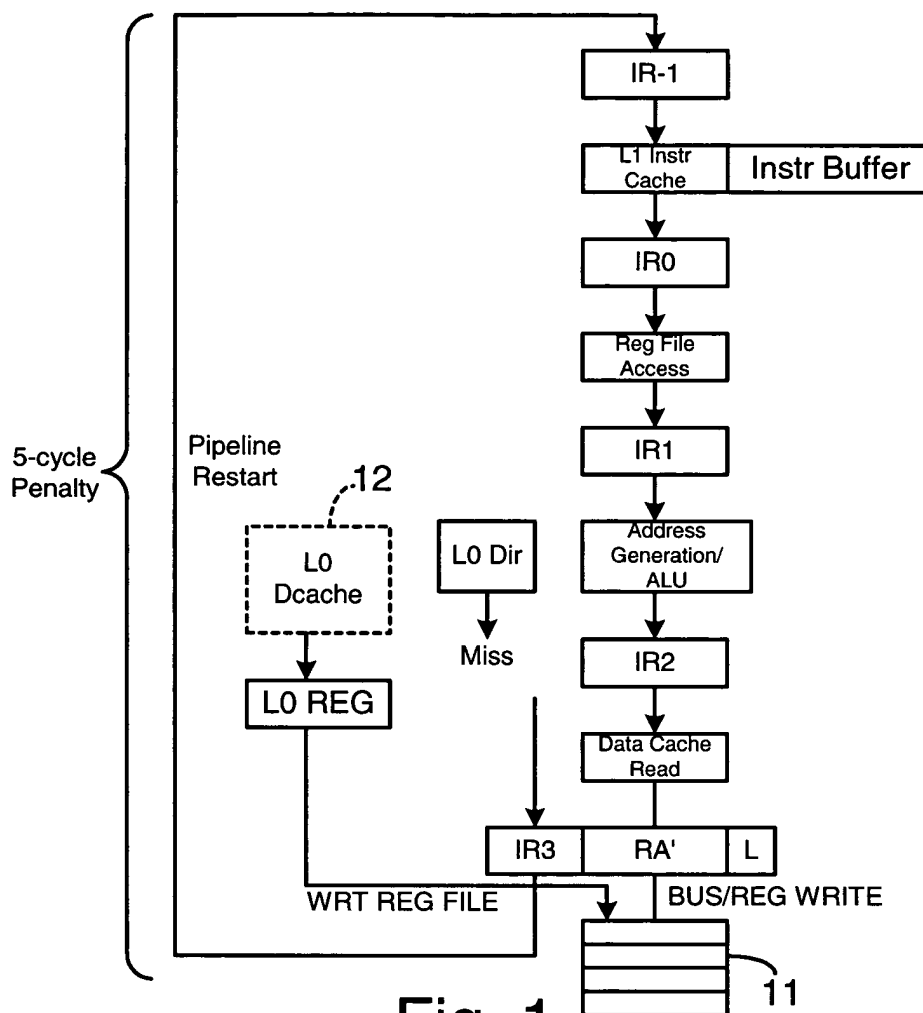 IR-1
L1 Instr
Cache
Instr Buffer
IR0
Reg File
Access
IR1
5-cycle
Penalty
Pipeline
Restart
12
L0
Dcache
L0 Dir
Address
Generation/
ALU
Miss
IR2
L0 REG
Data Cache
Read
IR3
RA'
L
WRT REG FILE
BUS/REG WRITE
11
Fig. 1